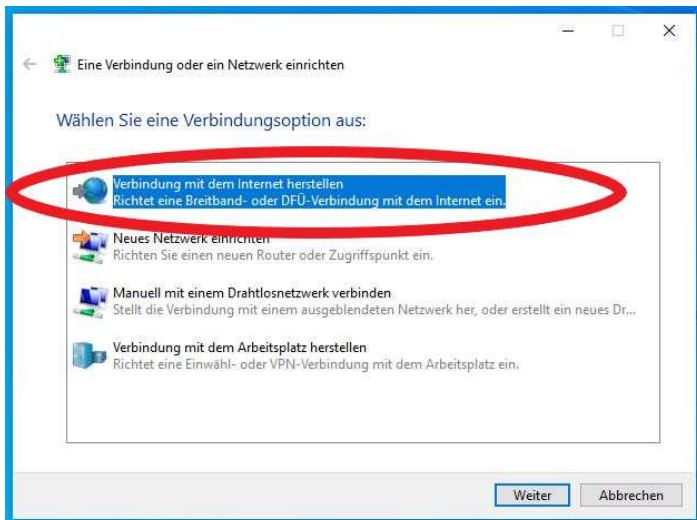 Eine Verbindung oder ein Netzwerk einrichten
Wählen Sie eine Verbindungsoption aus:
Verbindung mit dem Internet herstellen
Richtet eine Breitband- oder DFÜ-Verbindung mit dem Internet ein.
Neues Netzwerk einrichten
Richten Sie einen neuen Router oder Zugriffspunkt ein.
Manuell mit einem Drahtlosnetzwerk verbinden
Stellt die Verbindung mit einem ausgeblendeten Netzwerk her, oder erstellt ein neues Dr...
Verbindung mit dem Arbeitsplatz herstellen
Richtet eine Einwähl- oder VPN-Verbindung mit dem Arbeitsplatz ein.
Weiter Abbrechen